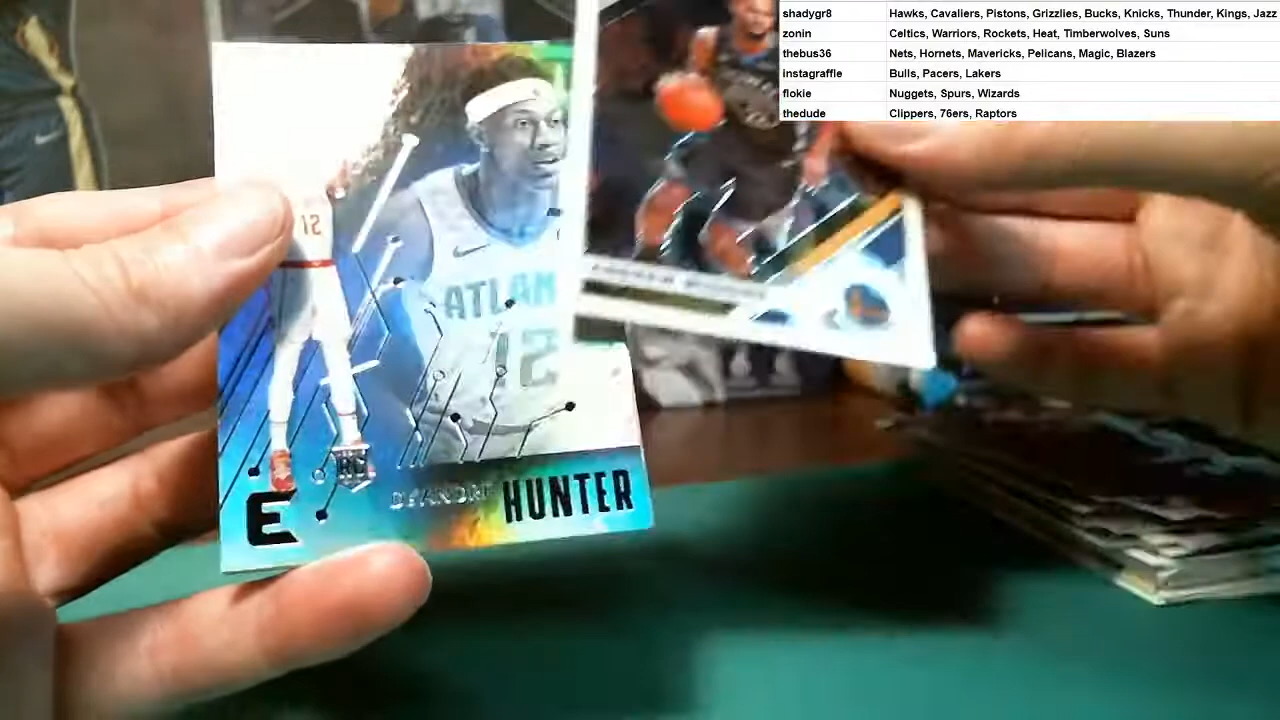 shadygr8 Hawks, Cavaliers, Pistons, Grizzlies, Bucks, Knicks, Thunder, Kings, Jazz
zonin Celtics, Warriors, Rockets, Heat, Timberwolves, Suns
thebus36 Nets, Hornets, Mavericks, Pelicans, Magic, Blazers
instagraffle Bulls, Pacers, Lakers
flokie Nuggets, Spurs, Wizards
thedude Clippers, 76ers, Raptors
12
ATLAN
12
RC
E
DE'ANDRE HUNTER